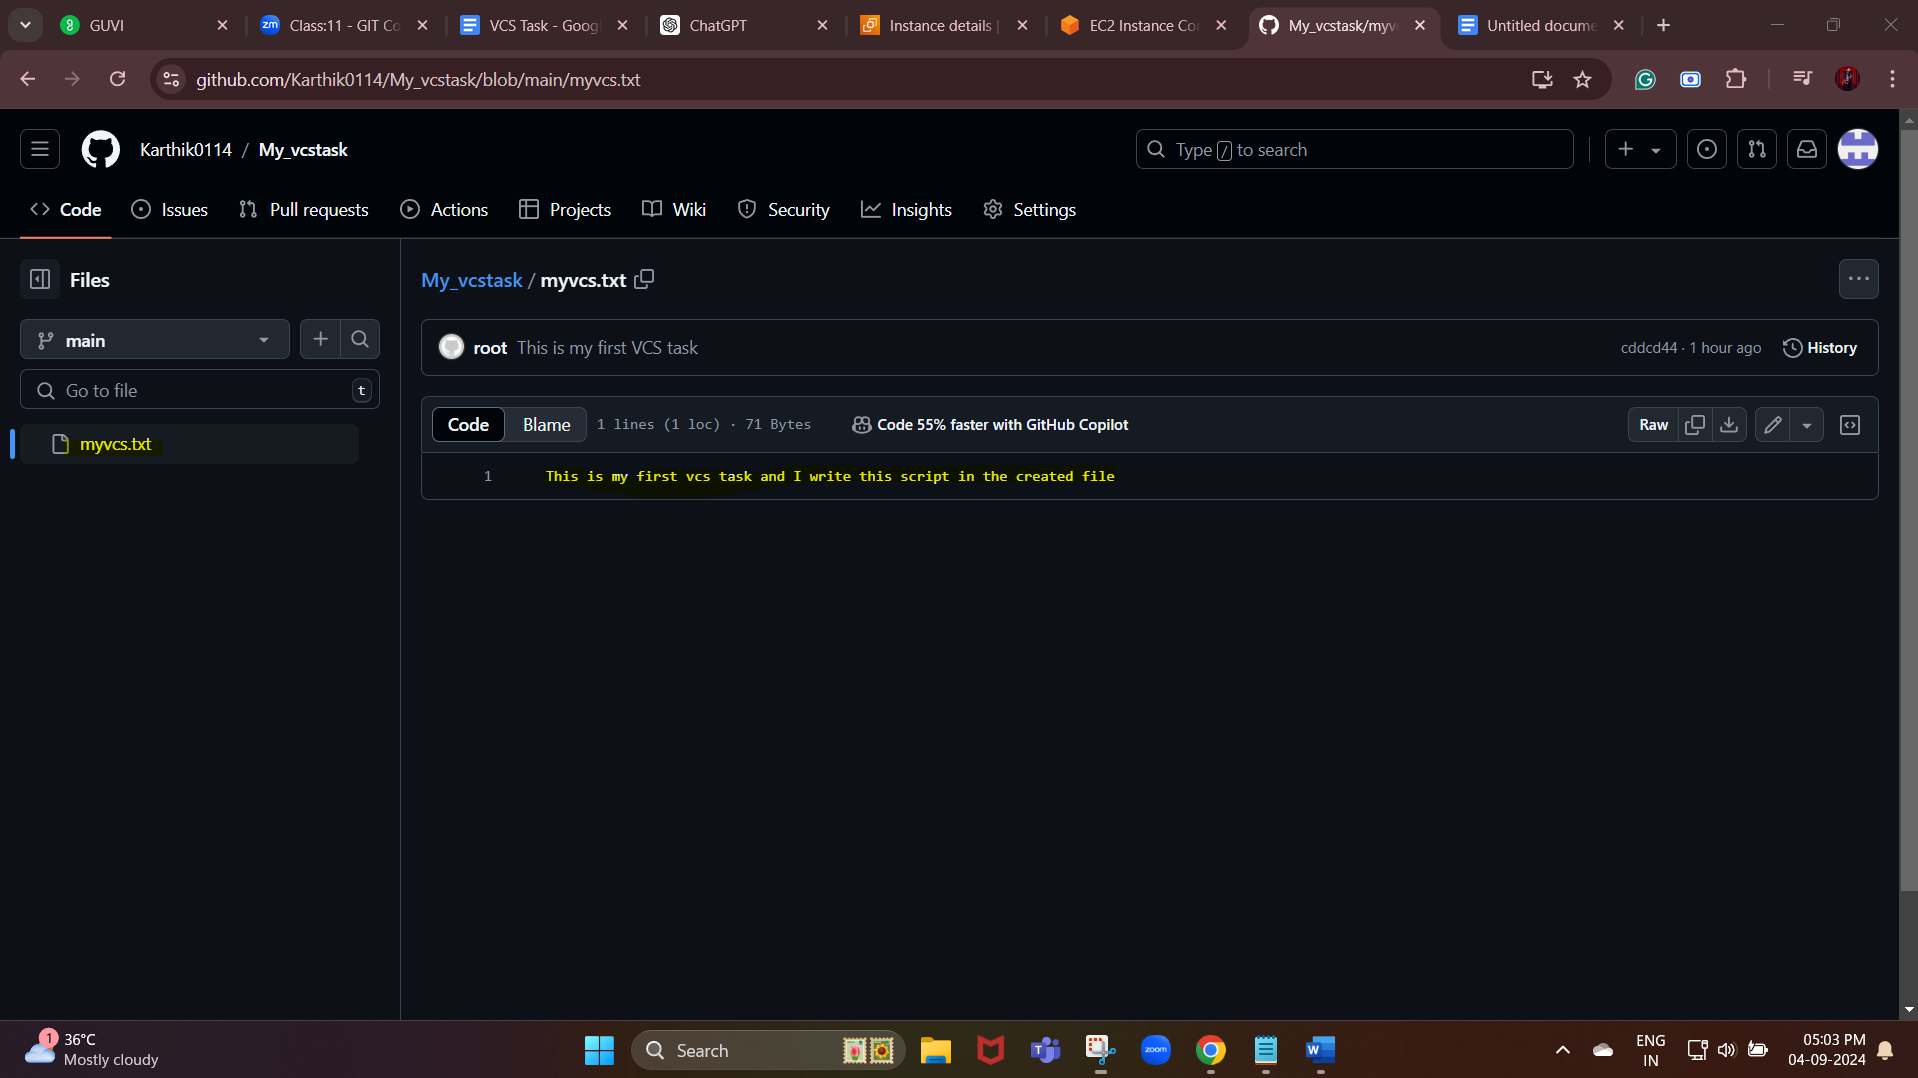 GUVI
Class:11 - GIT Co
VCS Task - Goog
ChatGPT
Instance details |
EC2 Instance Con
My_vcstask/myv
Untitled docume
github.com/Karthik0114/My_vcstask/blob/main/myvcs.txt
Karthik0114 / My_vcstask
Type / to search
Code
Issues
Pull requests
Actions
Projects
Wiki
Security
Insights
Settings
Files
main
Go to file
t
myvcs.txt
My_vcstask / myvcs.txt
root This is my first VCS task
cddcd44 · 1 hour ago
History
Code
Blame
1 lines (1 loc) · 71 Bytes
Code 55% faster with GitHub Copilot
Raw
1 This is my first vcs task and I write this script in the created file
1
36°C
Mostly cloudy
Search
zoom
ENG
IN
05:03 PM
04-09-2024